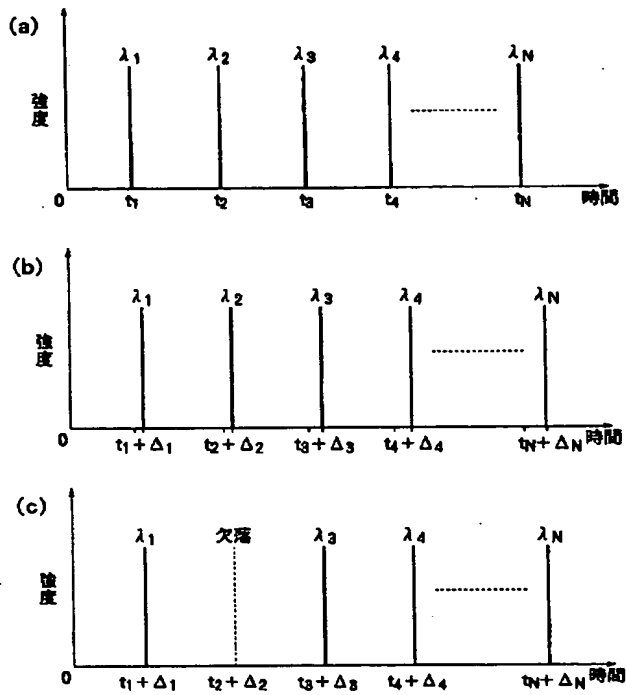 (a)
λ1 λ2 λ3 λ4 λN
強度
0 t1 t2 t3 t4 tN 時間
(b)
λ1 λ2 λ3 λ4 λN
強度
0 t1+Δ1 t2+Δ2 t3+Δ3 t4+Δ4 tN+ΔN 時間
(c)
λ1 欠落 λ3 λ4 λN
強度
0 t1+Δ1 t2+Δ2 t3+Δ3 t4+Δ4 tN+ΔN 時間